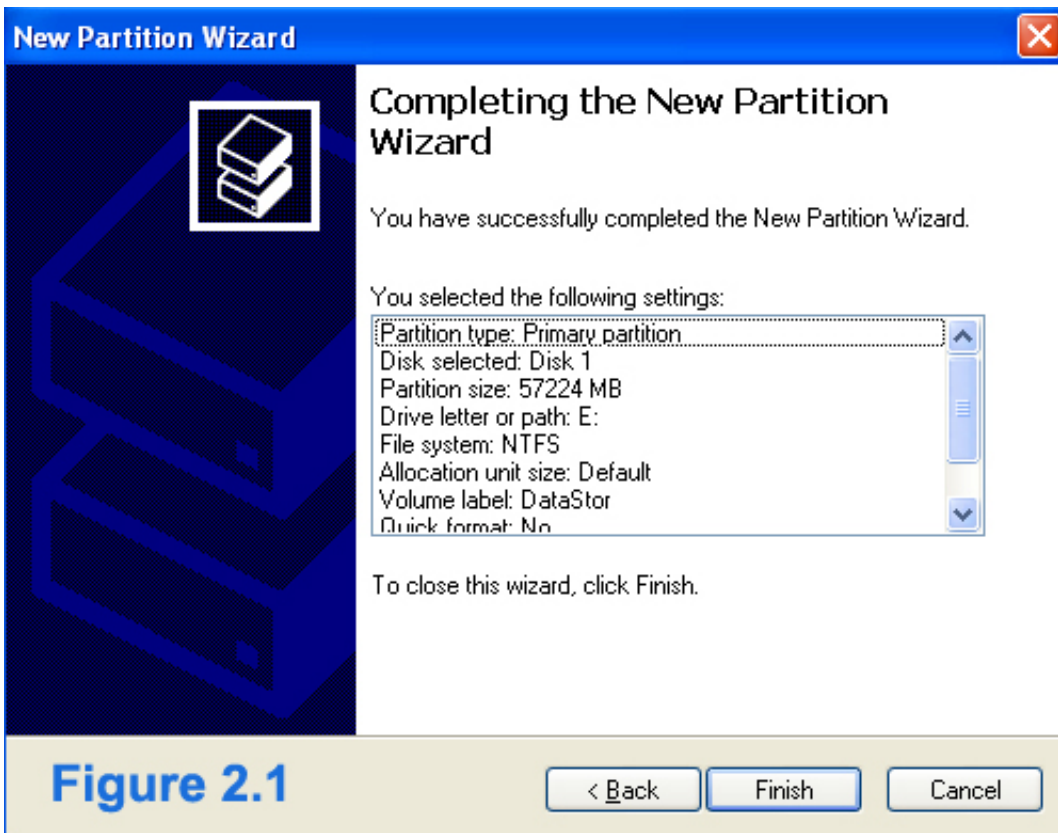 New Partition Wizard
Completing the New Partition
Wizard
You have successfully completed the New Partition Wizard.
You selected the following settings:
Partition type: Primary partition
Disk selected: Disk 1
Partition size: 57224 MB
Drive letter or path: E:
File system: NTFS
Allocation unit size: Default
Volume label: DataStor
Quick format: No
To close this wizard, click Finish.
Figure 2.1
< Back
Finish
Cancel